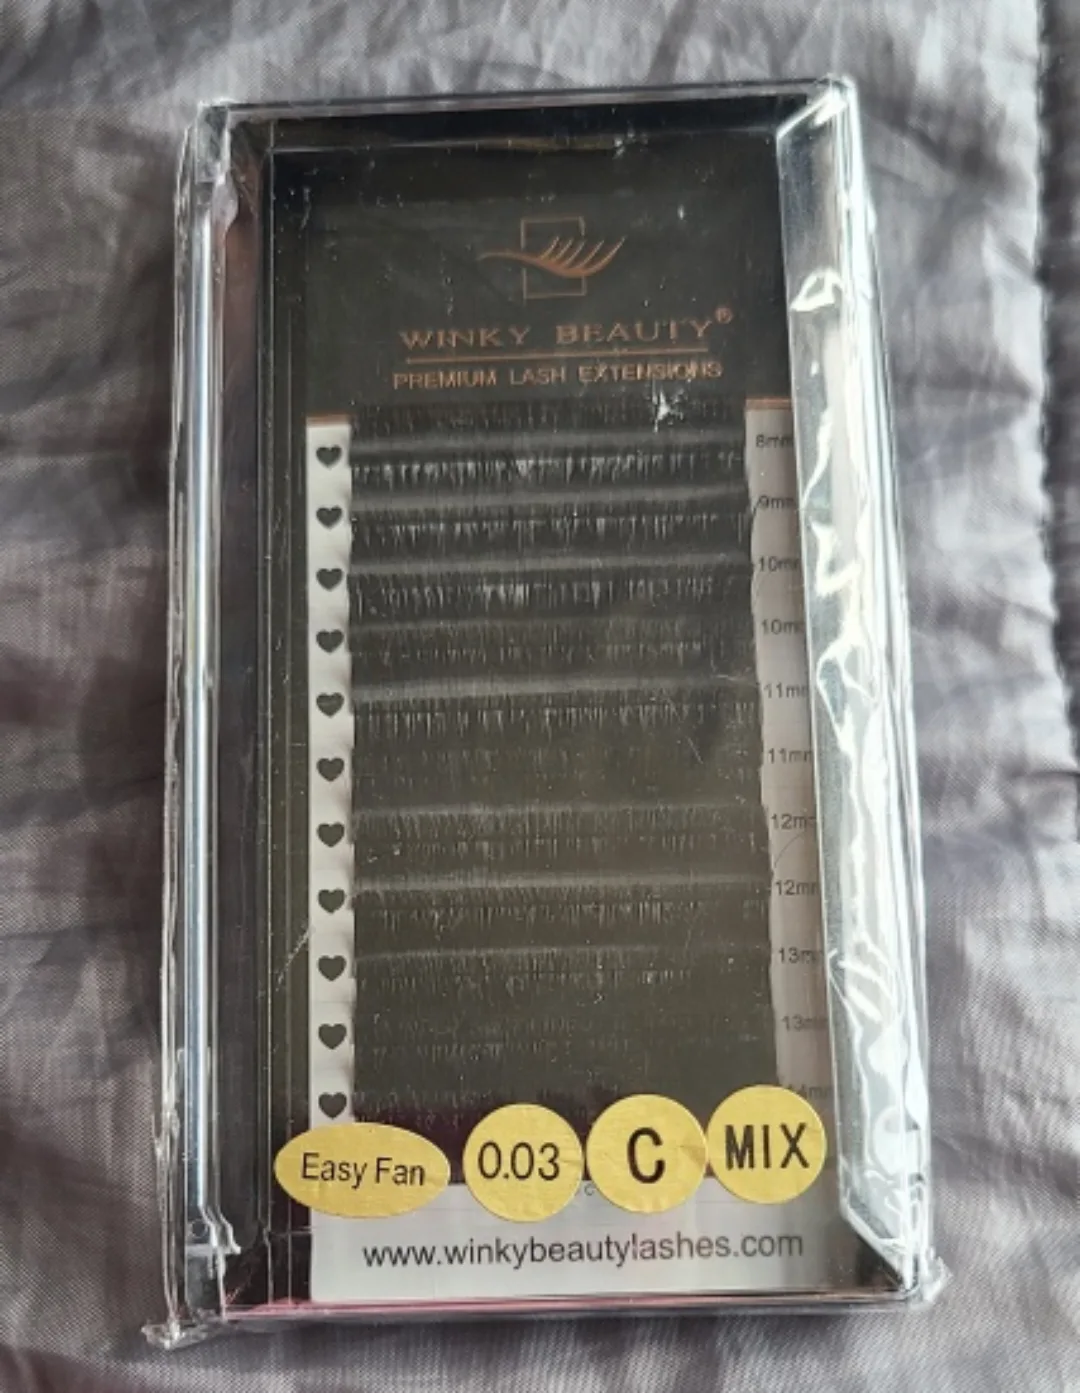 WINKY BEAUTY®
PREMIUM LASH EXTENSIONS
8mm
9mm
10mm
10mm
11mm
11mm
12mm
12mm
13mm
13mm
14mm
Easy Fan
0.03
C
MIX
C
www.winkybeautylashes.com